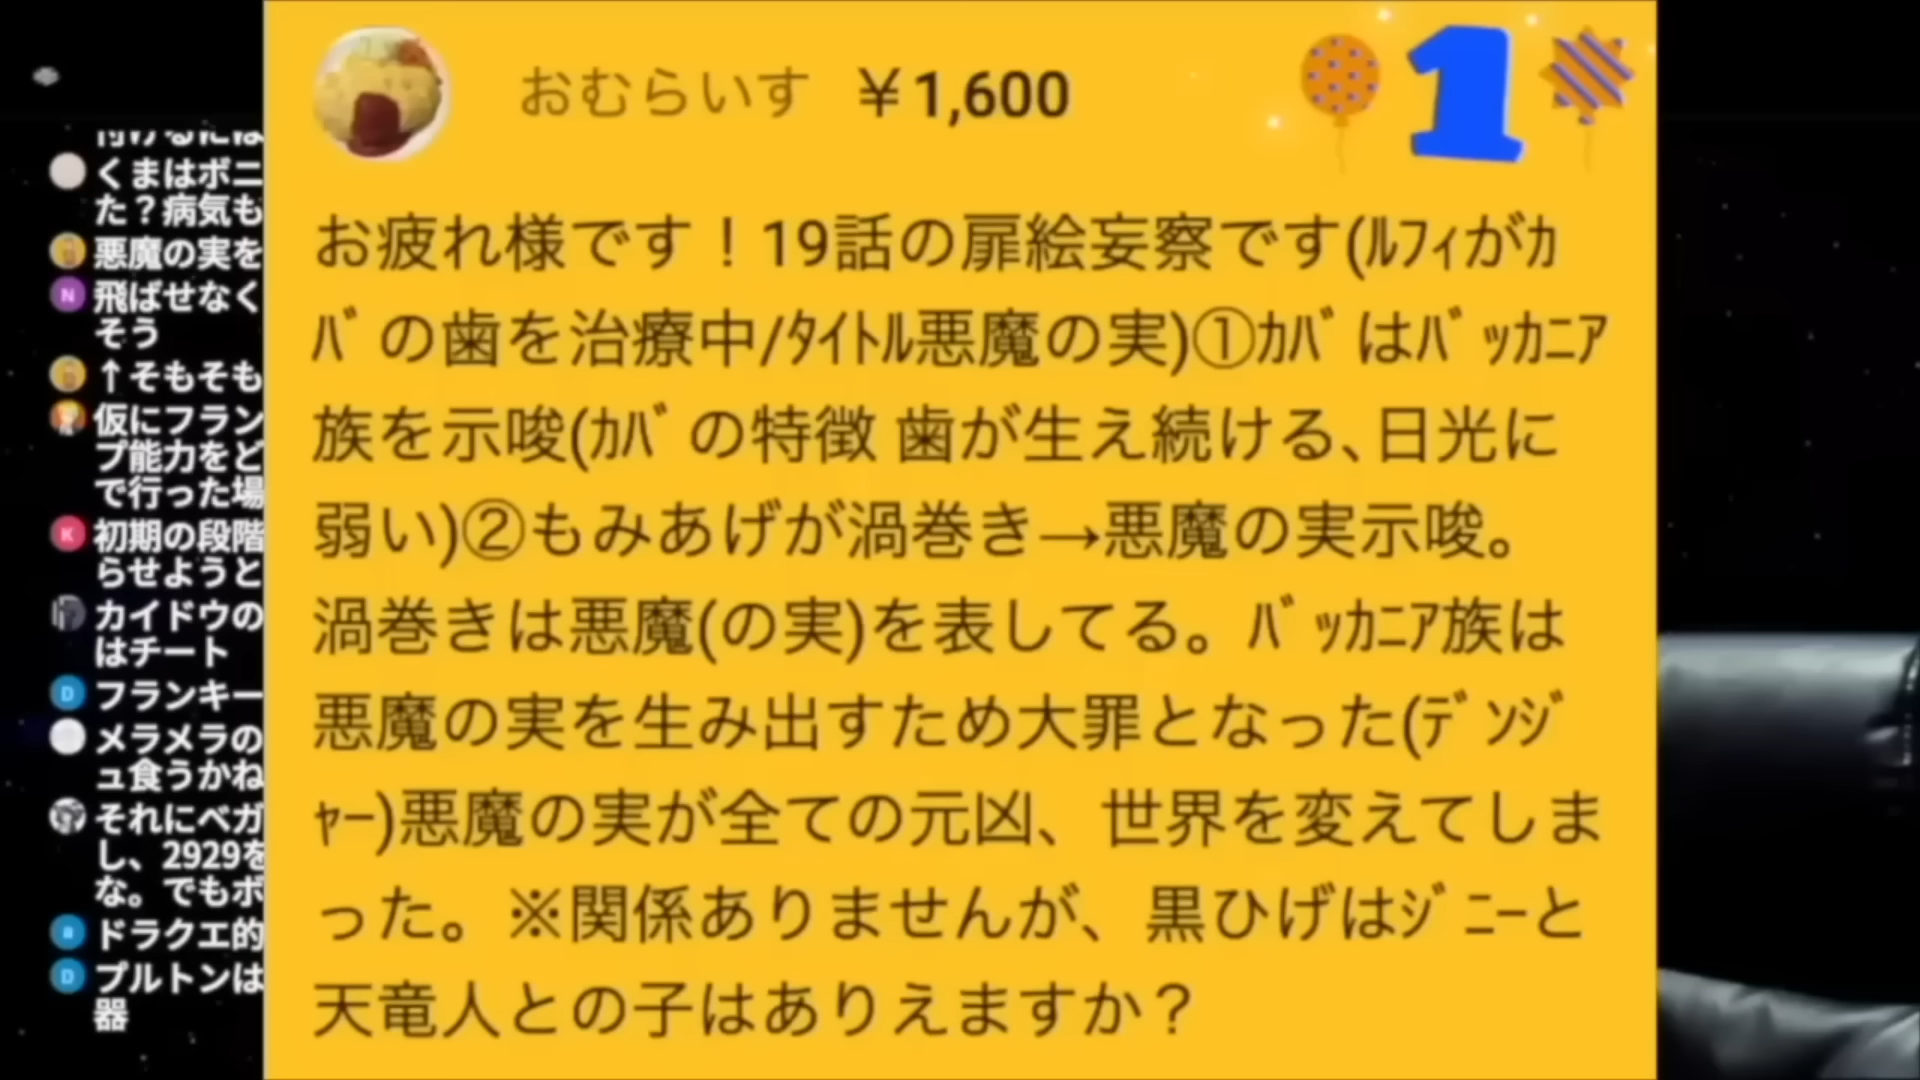 おむらいす ￥1,600
1
お疲れ様です！19話の扉絵妄察です(ﾙﾌｨがｶ
ﾊﾞの歯を治療中/ﾀｲﾄﾙ悪魔の実)①ｶﾊﾞはﾊﾞｯｶﾆｱ
族を示唆(ｶﾊﾞの特徴 歯が生え続ける､日光に
弱い)②もみあげが渦巻き→悪魔の実示唆。
渦巻きは悪魔(の実)を表してる。ﾊﾞｯｶﾆｱ族は
悪魔の実を生み出すため大罪となった(ﾃﾞﾝｼﾞ
ｬｰ)悪魔の実が全ての元凶、世界を変えてしま
った。※関係ありませんが、黒ひげはｼﾞﾆｰと
天竜人との子はありえますか？
くまはボニ
た？病気も
悪魔の実を
N
飛ばせなく
そう
↑そもそも
仮にフラン
プ能力をど
で行った場
K
初期の段階
らせようと
カイドウの
はチート
D
フランキー
メラメラの
ュ食うかね
それにベガ
し、2929を
な。でもボ
a
ドラクエ的
D
プルトンは
器